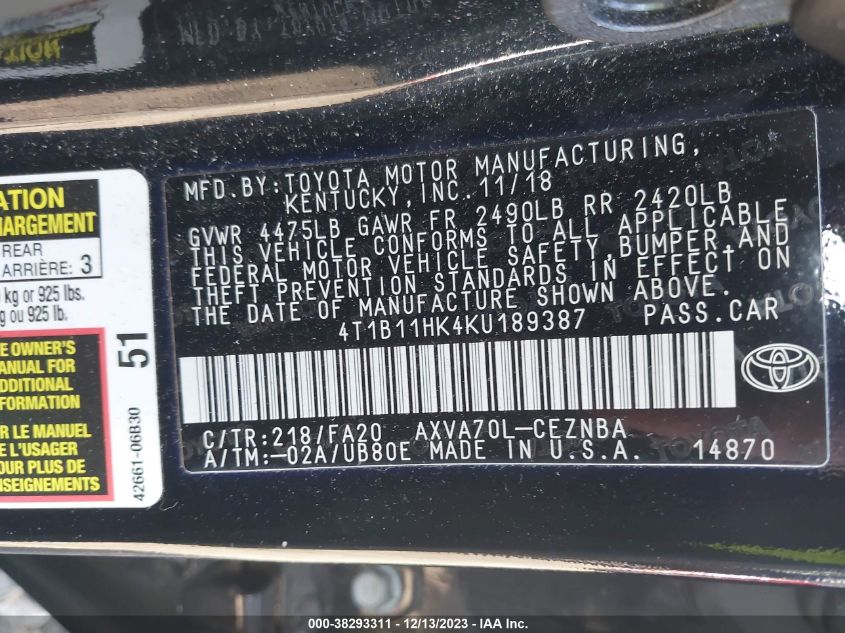 MFD.BY:TOYOTA MOTOR MANUFACTURING,
KENTUCKY,INC.11/18
GVWR 4475LB GAWR FR 2490LB RR 2420LB
THIS VEHICLE CONFORMS TO ALL APPLICABLE
FEDERAL MOTOR VEHICLE SAFETY,BUMPER,AND
THEFT PREVENTION STANDARDS IN EFFECT ON
THE DATE OF MANUFACTURE SHOWN ABOVE.
4T1B11HK4KU189387 PASS.CAR
C/TR:218/FA20 AXVA70L-CEZNBA
A/TM:-02A/UB80E MADE IN U.S.A. 14870
ATION
HARGEMENT
REAR
ARRIÈRE: 3
kg or 925 lbs.
ou 925 lb.
OWNER'S
MANUAL FOR
ADDITIONAL
FORMATION
LE MANUEL
L'USAGER
POUR PLUS DE
NSEIGNEMENTS
51
42661-06B30
000-38293311 - 12/13/2023 - IAA Inc.